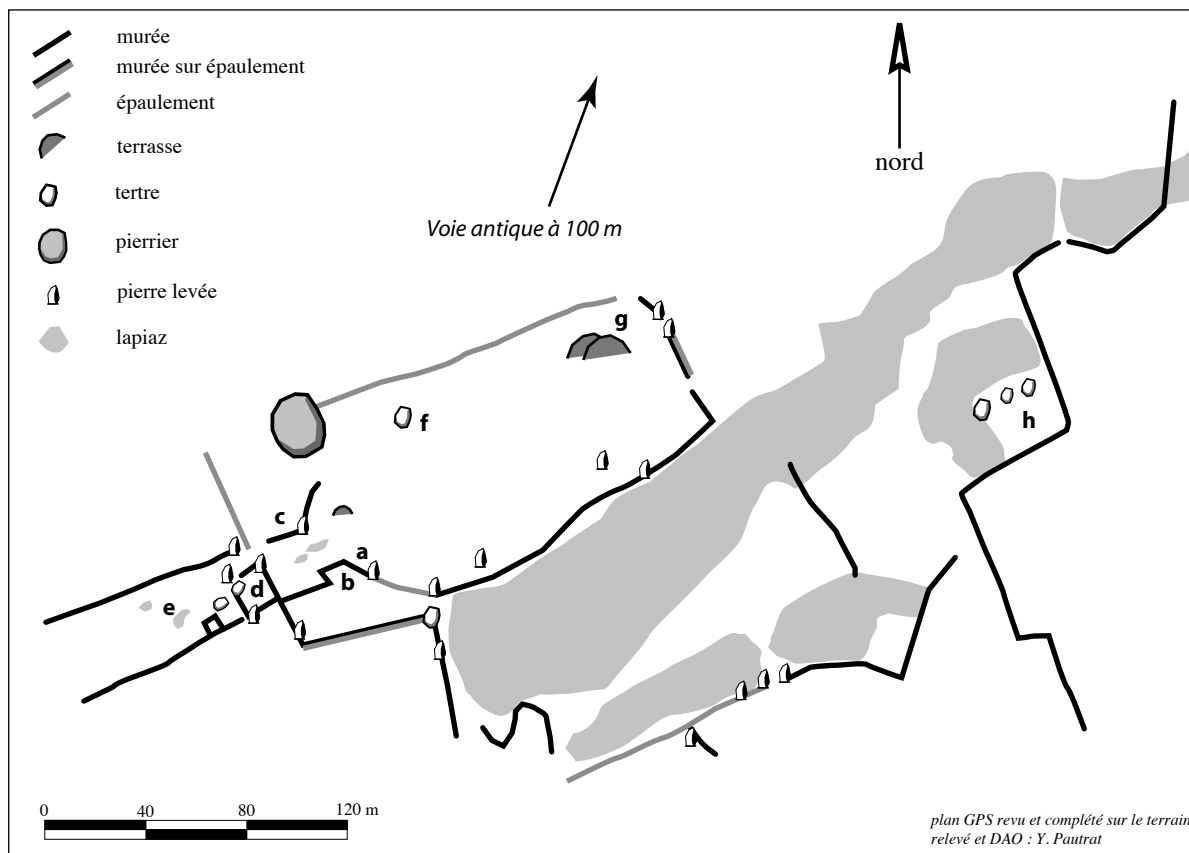 murée
murée sur épaulement
épaulement
terrasse
tertre
pierrier
pierre levée
lapiaz
nord
Voie antique à 100 m
g
f
h
c
a
b
d
e
0 40 80 120 m
plan GPS revu et complété sur le terrain
relevé et DAO : Y. Pautrat